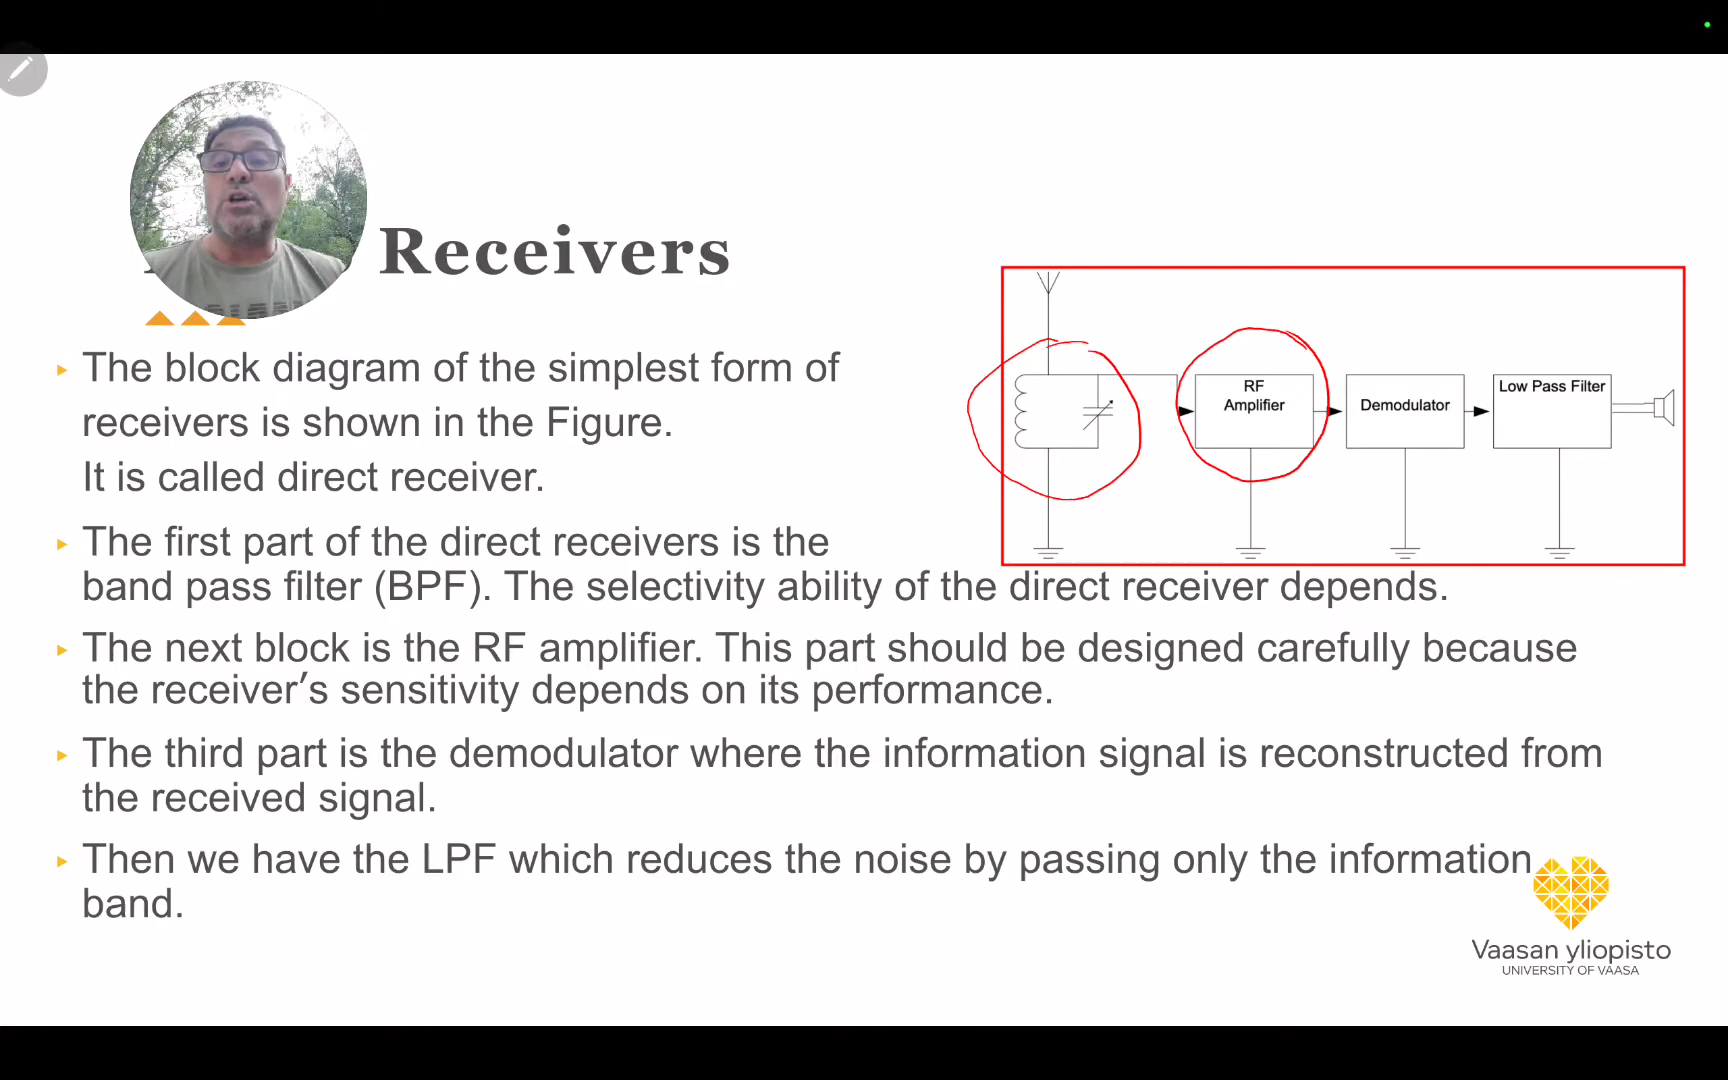 Receivers
The block diagram of the simplest form of
receivers is shown in the Figure.
It is called direct receiver.
The first part of the direct receivers is the
band pass filter (BPF). The selectivity ability of the direct receiver depends.
The next block is the RF amplifier. This part should be designed carefully because
the receiver’s sensitivity depends on its performance.
The third part is the demodulator where the information signal is reconstructed from
the received signal.
Then we have the LPF which reduces the noise by passing only the information
band.
RF
Amplifier
Demodulator
Low Pass Filter
Vaasan yliopisto
UNIVERSITY OF VAASA